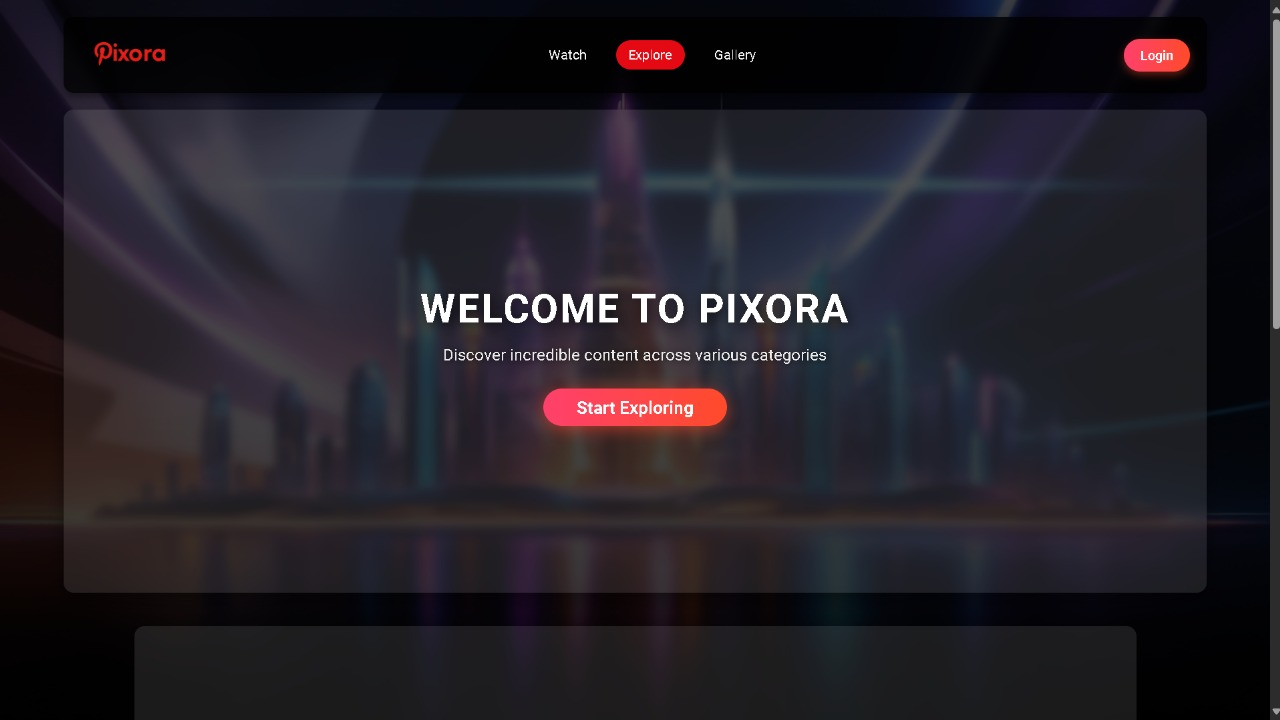 Pixora
Watch
Explore
Gallery
Login
WELCOME TO PIXORA
Discover incredible content across various categories
Start Exploring